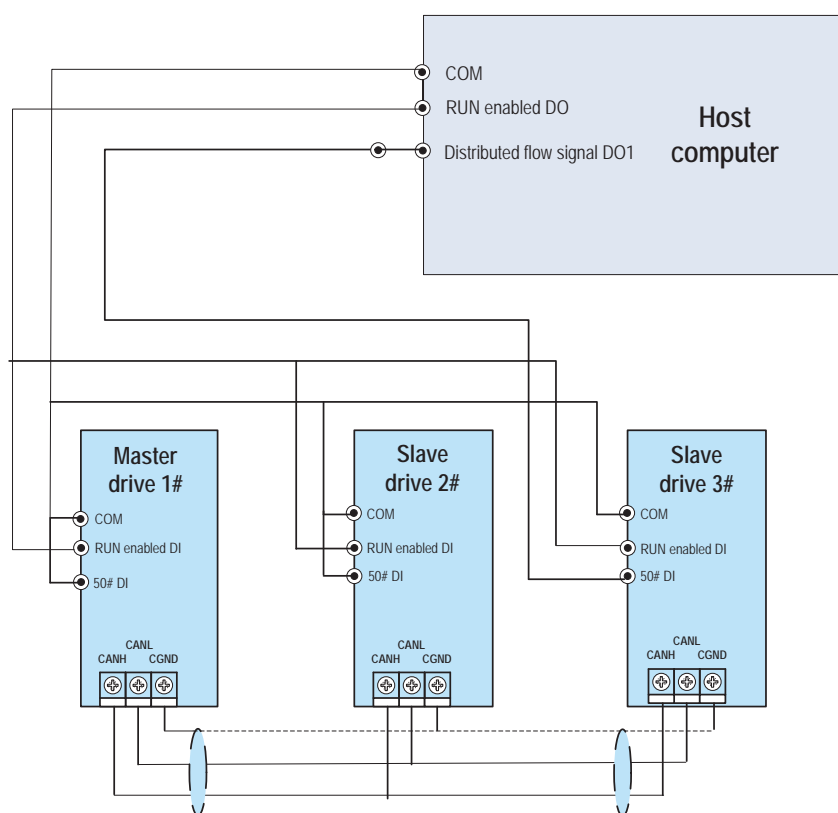 COM
RUN enabled DO
Distributed flow signal DO1
Host
computer
Master
drive 1#
COM
RUN enabled DI
50# DI
CANL
CANH
CGND
Slave
drive 2#
COM
RUN enabled DI
50# DI
CANL
CANH
CGND
Slave
drive 3#
COM
RUN enabled DI
50# DI
CANL
CANH
CGND